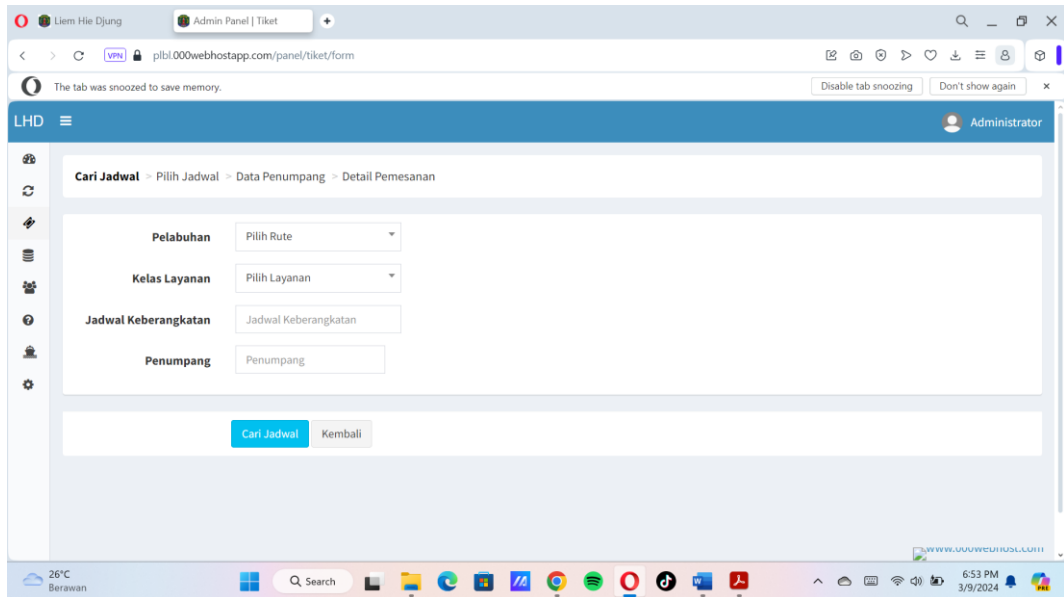 Liem Hie Djung
Admin Panel | Tiket
VPN plbl.000webhostapp.com/panel/tiket/form
The tab was snoozed to save memory.
Disable tab snoozing
Don't show again
LHD
Administrator
Cari Jadwal > Pilih Jadwal > Data Penumpang > Detail Pemesanan
Pelabuhan
Pilih Rute
Kelas Layanan
Pilih Layanan
Jadwal Keberangkatan
Jadwal Keberangkatan
Penumpang
Penumpang
Cari Jadwal
Kembali
www.000webhost.com
26°C
Berawan
Search
6:53 PM
3/9/2024
PRE